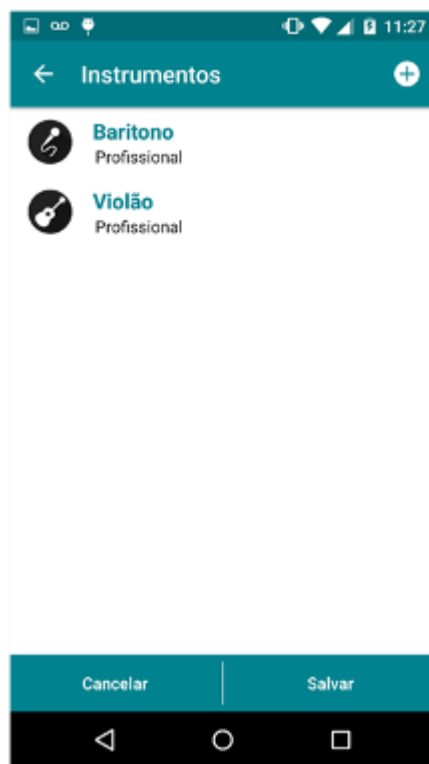 11:27
Instrumentos
Baritono
Profissional
Violão
Profissional
Cancelar
Salvar